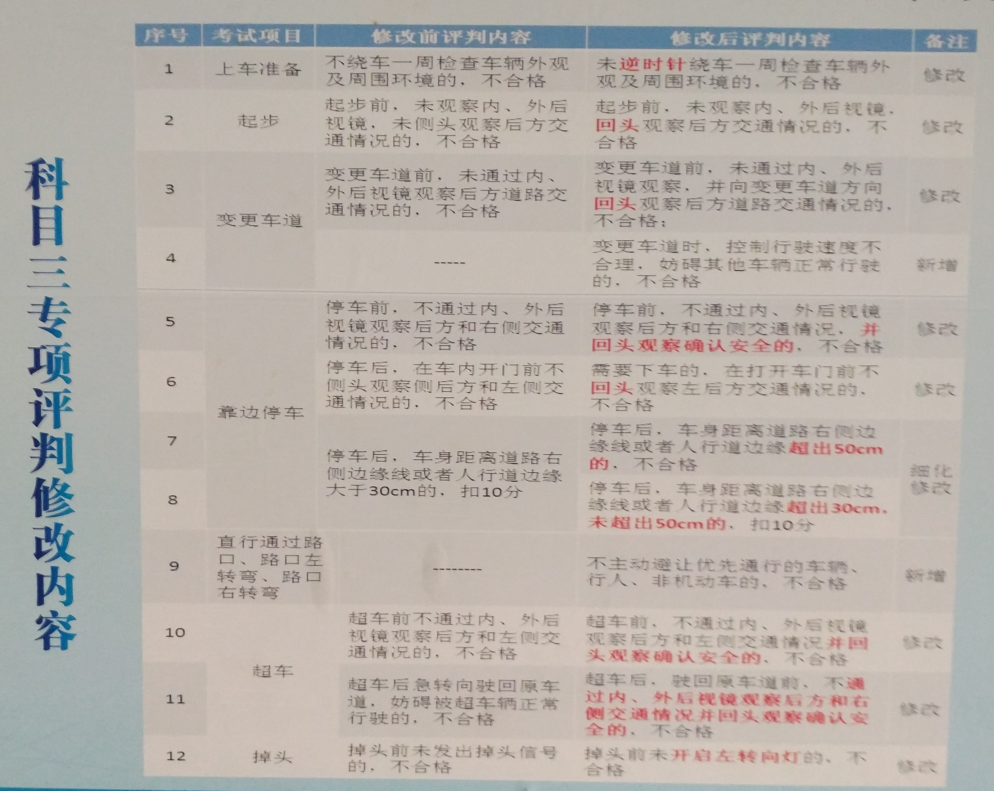 科目三专项评判修改内容
序号 考试项目 修改前评判内容 修改后评判内容 备注
1 上车准备 不绕车一周检查车辆外观 未逆时针绕车一周检查车辆外 修改
及周围环境的，不合格 观及周围环境的，不合格
2 起步 起步前，未观察内、外后 起步前，未观察内、外后视镜， 修改
视镜，未侧头观察后方交 回头观察后方交通情况的，不
通情况的，不合格 合格
3 变更车道 变更车道前，未通过内、 变更车道前，未通过内、外后 修改
外后视镜观察后方道路交 视镜观察，并向变更车道方向
通情况的，不合格 回头观察后方道路交通情况的，
不合格；
4 ----- 变更车道时，控制行驶速度不 新增
合理，妨碍其他车辆正常行驶
的，不合格
5 靠边停车 停车前，不通过内、外后 停车前，不通过内、外后视镜 修改
视镜观察后方和右侧交通 观察后方和右侧交通情况，并
情况的，不合格 回头观察确认安全的，不合格
6 停车后，在车内开门前不 需要下车的，在打开车门前不 修改
侧头观察侧后方和左侧交 回头观察左后方交通情况的，
通情况的，不合格 不合格
7 停车后，车身距离道路右 停车后，车身距离道路右侧边 细化
侧边缘线或者人行道边缘 缘线或者人行道边缘超出50cm 修改
大于30cm的，扣10分 的，不合格
8 停车后，车身距离道路右侧边
缘线或者人行道边缘超出30cm，
未超出50cm的，扣10分
9 直行通过路 -------- 不主动避让优先通行的车辆、 新增
口、路口左 行人、非机动车的，不合格
转弯、路口
右转弯
10 超车 超车前不通过内、外后 超车前，不通过内、外后视镜 修改
视镜观察后方和左侧交 观察后方和左侧交通情况并回
通情况的，不合格 头观察确认安全的，不合格
11 超车后急转向驶回原车 超车后，驶回原车道前，不通 修改
道，妨碍被超车辆正常 过内、外后视镜观察后方和右
行驶的，不合格 侧交通情况并回头观察确认安
全的，不合格
12 掉头 掉头前未发出掉头信号 掉头前未开启左转向灯的，不 修改
的，不合格 合格